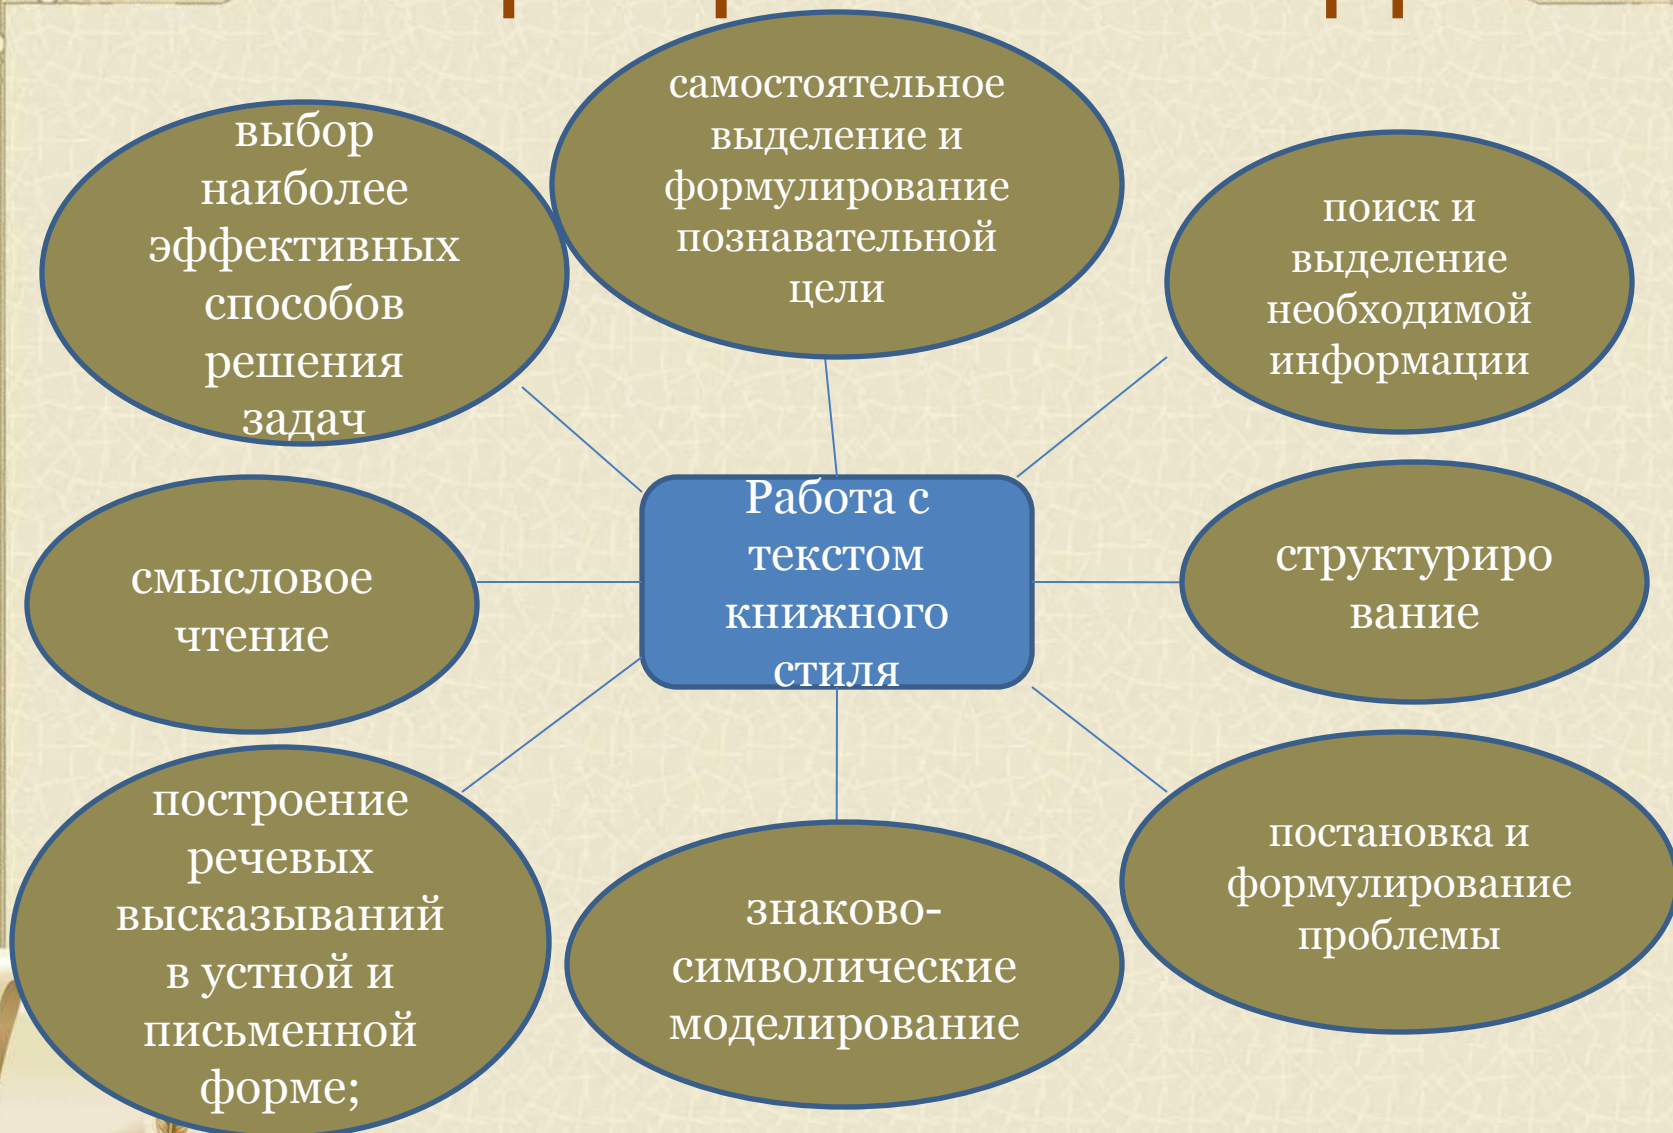 самостоятельное
выделение и
формулирование
познавательной
цели
выбор
наиболее
эффективных
способов
решения
задач
поиск и
выделение
необходимой
информации
Работа с
текстом
книжного
стиля
смысловое
чтение
структуриро
вание
построение
речевых
высказываний
в устной и
письменной
форме;
знаково-
символические
моделирование
постановка и
формулирование
проблемы